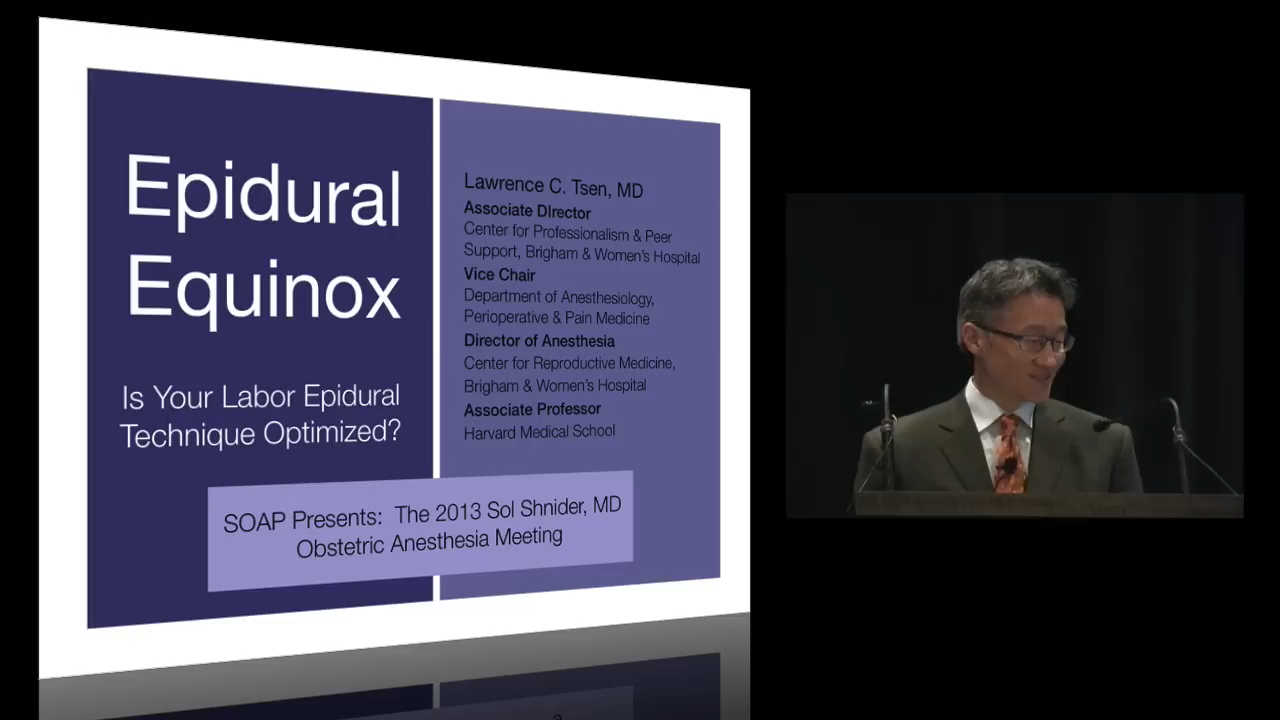 Epidural
Equinox
Is Your Labor Epidural
Technique Optimized?
Lawrence C. Tsen, MD
Associate DIrector
Center for Professionalism & Peer
Support, Brigham & Women's Hospital
Vice Chair
Department of Anesthesiology,
Perioperative & Pain Medicine
Director of Anesthesia
Center for Reproductive Medicine,
Brigham & Women's Hospital
Associate Professor
Harvard Medical School
SOAP Presents: The 2013 Sol Shnider, MD
Obstetric Anesthesia Meeting